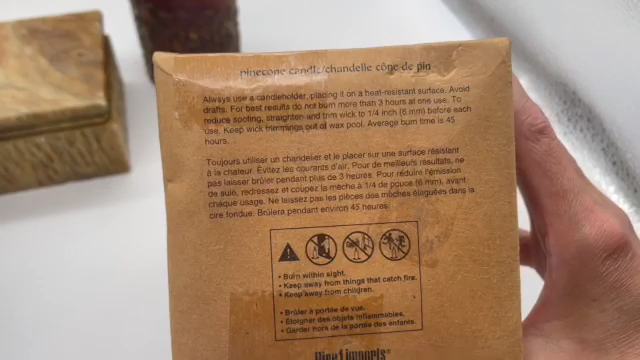 pinecone candle/chandelle cône de pin
Always use a candleholder, placing it on a heat-resistant surface. Avoid
drafts. For best results do not burn more than 3 hours at one use. To
reduce sooting, straighten and trim wick to 1/4 inch (6 mm) before each
use. Keep wick trimmings out of wax pool. Average burn time is 45
hours.
Toujours utiliser un chandelier et le placer sur une surface résistant
à la chaleur. Évitez les courants d'air. Pour de meilleurs résultats, ne
pas laisser brûler pendant plus de 3 heures. Pour réduire l'émission
de suie, redressez et coupez la mèche à 1/4 de pouce (6 mm), avant
chaque usage. Ne laissez pas les pièces des mèches élaguées dans la
cire fondue. Brûlera pendant environ 45 heures.
• Burn within sight.
• Keep away from things that catch fire.
• Keep away from children.
• Brûler à portée de vue.
• Éloigner des objets inflammables.
• Garder hors de la portée des enfants.
Pier 1 imports®